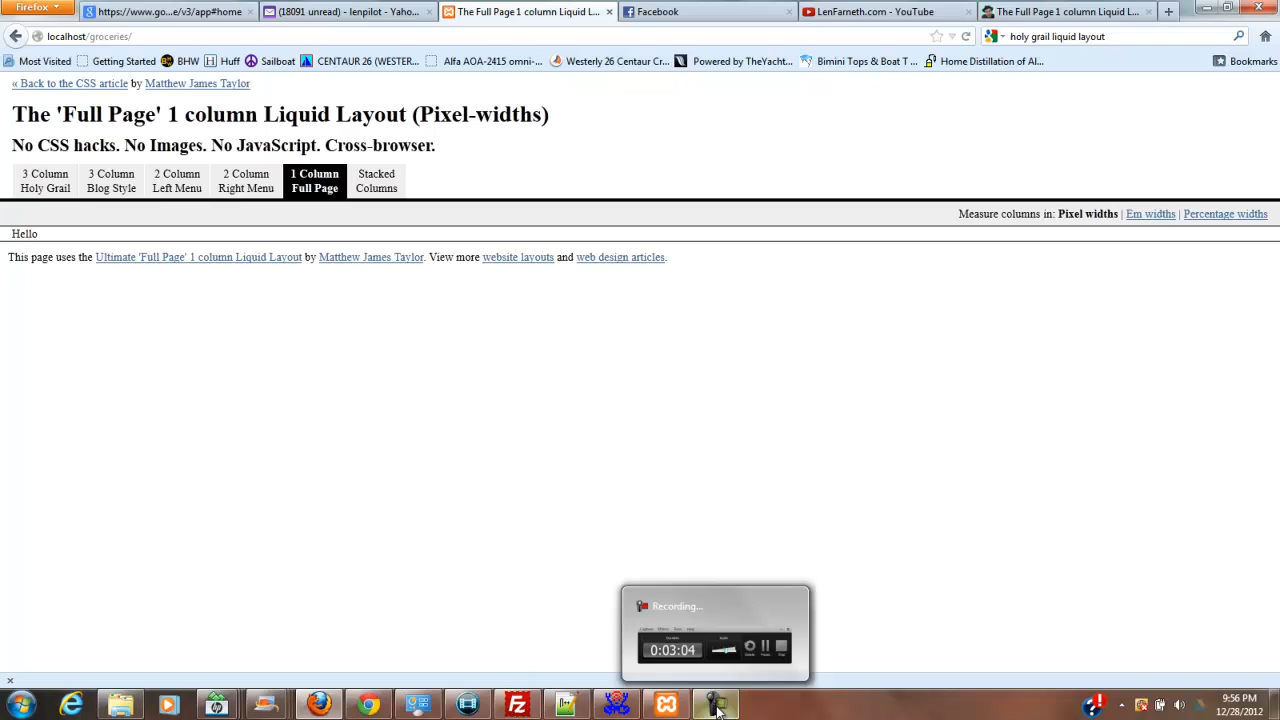 Firefox
https://www.go...e/v3/app#home
(18091 unread) - lenpilot - Yaho...
The Full Page 1 column Liquid L...
Facebook
LenFarneth.com - YouTube
The Full Page 1 column Liquid L...
localhost/groceries/
holy grail liquid layout
Most Visited
Getting Started
BHW
Huff
Sailboat
CENTAUR 26 (WESTER...
Alfa AOA-2415 omni-...
Westerly 26 Centaur Cr...
Powered by TheYacht...
Bimini Tops & Boat T ...
Home Distillation of Al...
Bookmarks
« Back to the CSS article by Matthew James Taylor
The 'Full Page' 1 column Liquid Layout (Pixel-widths)
No CSS hacks. No Images. No JavaScript. Cross-browser.
3 Column Holy Grail
3 Column Blog Style
2 Column Left Menu
2 Column Right Menu
1 Column Full Page
Stacked Columns
Measure columns in: Pixel widths | Em widths | Percentage widths
Hello
This page uses the Ultimate 'Full Page' 1 column Liquid Layout by Matthew James Taylor. View more website layouts and web design articles.
Recording...
0:03:04
9:56 PM
12/28/2012